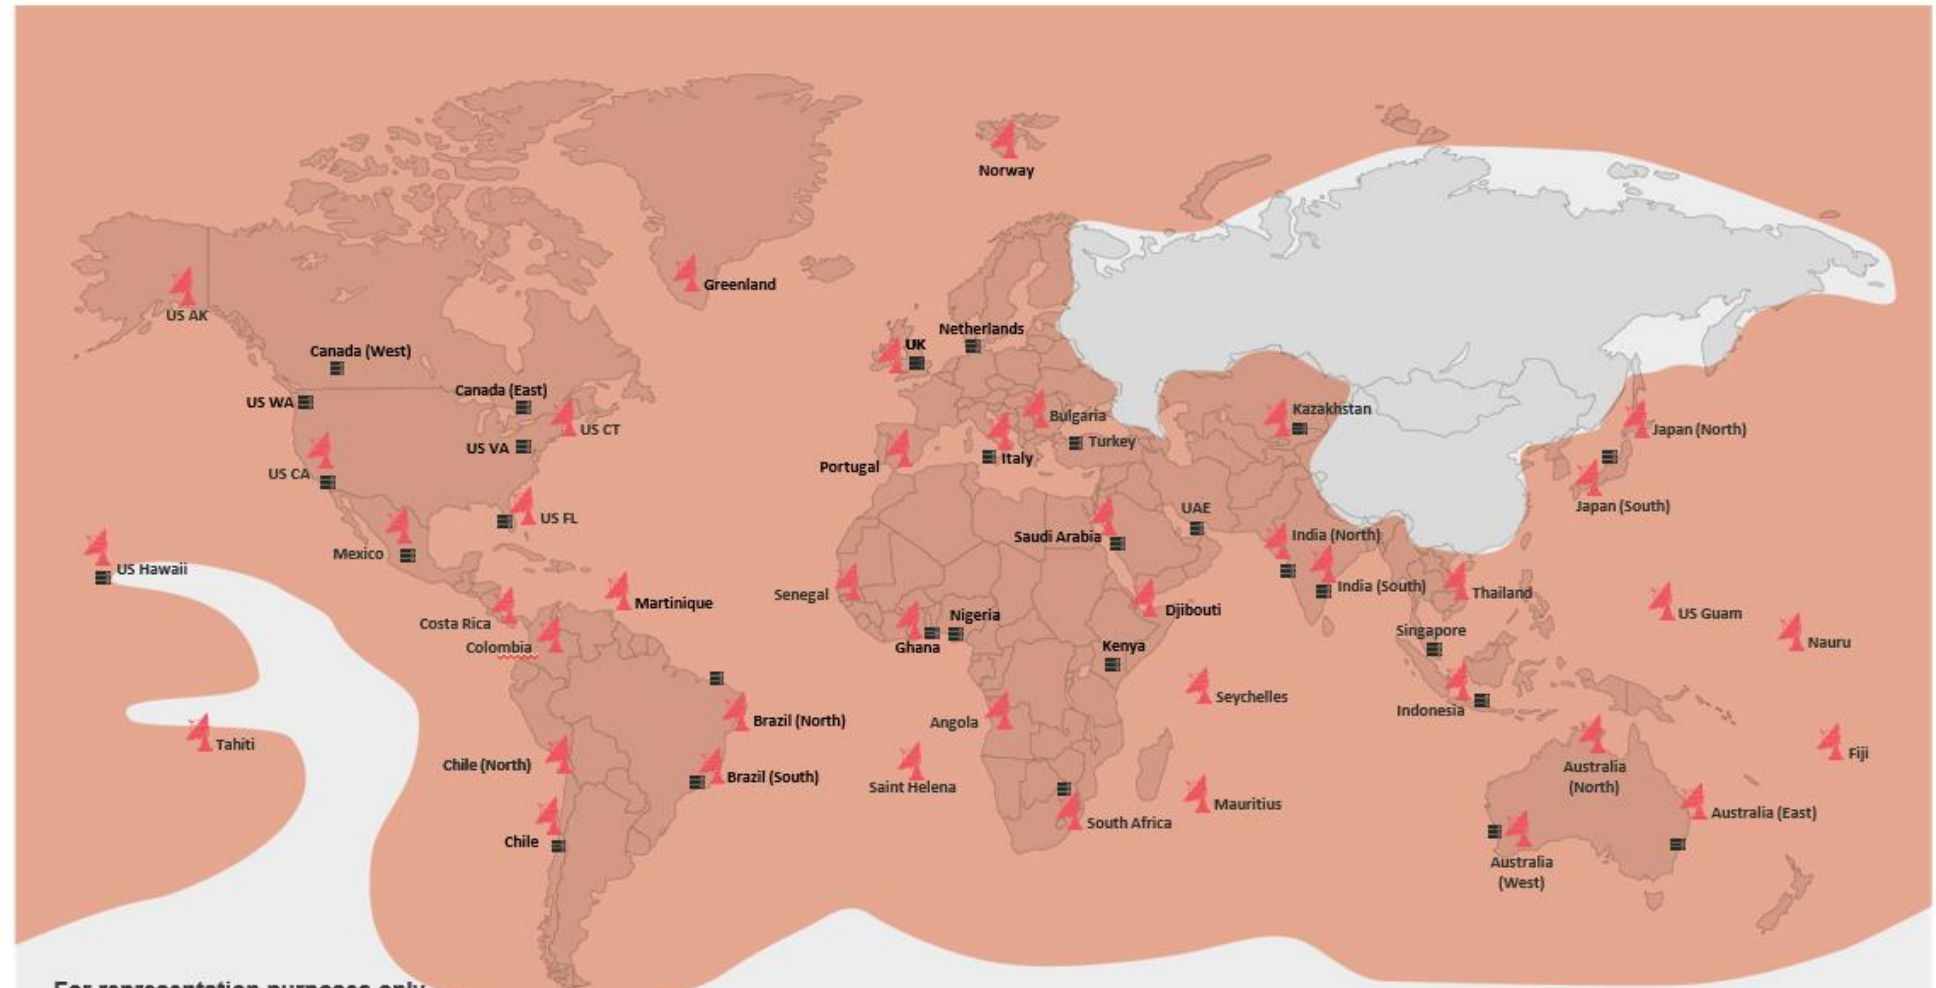 Norway
Greenland
US AK
Netherlands
UK
Canada (West)
Canada (East)
US WA
Kazakhstan
Bulgaria
US CT
Japan (North)
Turkey
US VA
Italy
Portugal
US CA
Japan (South)
UAE
US FL
India (North)
Saudi Arabia
Mexico
US Hawaii
India (South)
Thailand
Senegal
Martinique
Djibouti
US Guam
Nigeria
Costa Rica
Singapore
Nauru
Kenya
Ghana
Colombia
Seychelles
Indonesia
Brazil (North)
Angola
Tahiti
Fiji
Chile (North)
Australia
(North)
Brazil (South)
Saint Helena
Mauritius
Australia (East)
South Africa
Chile
Australia
(West)
For representation purposes only